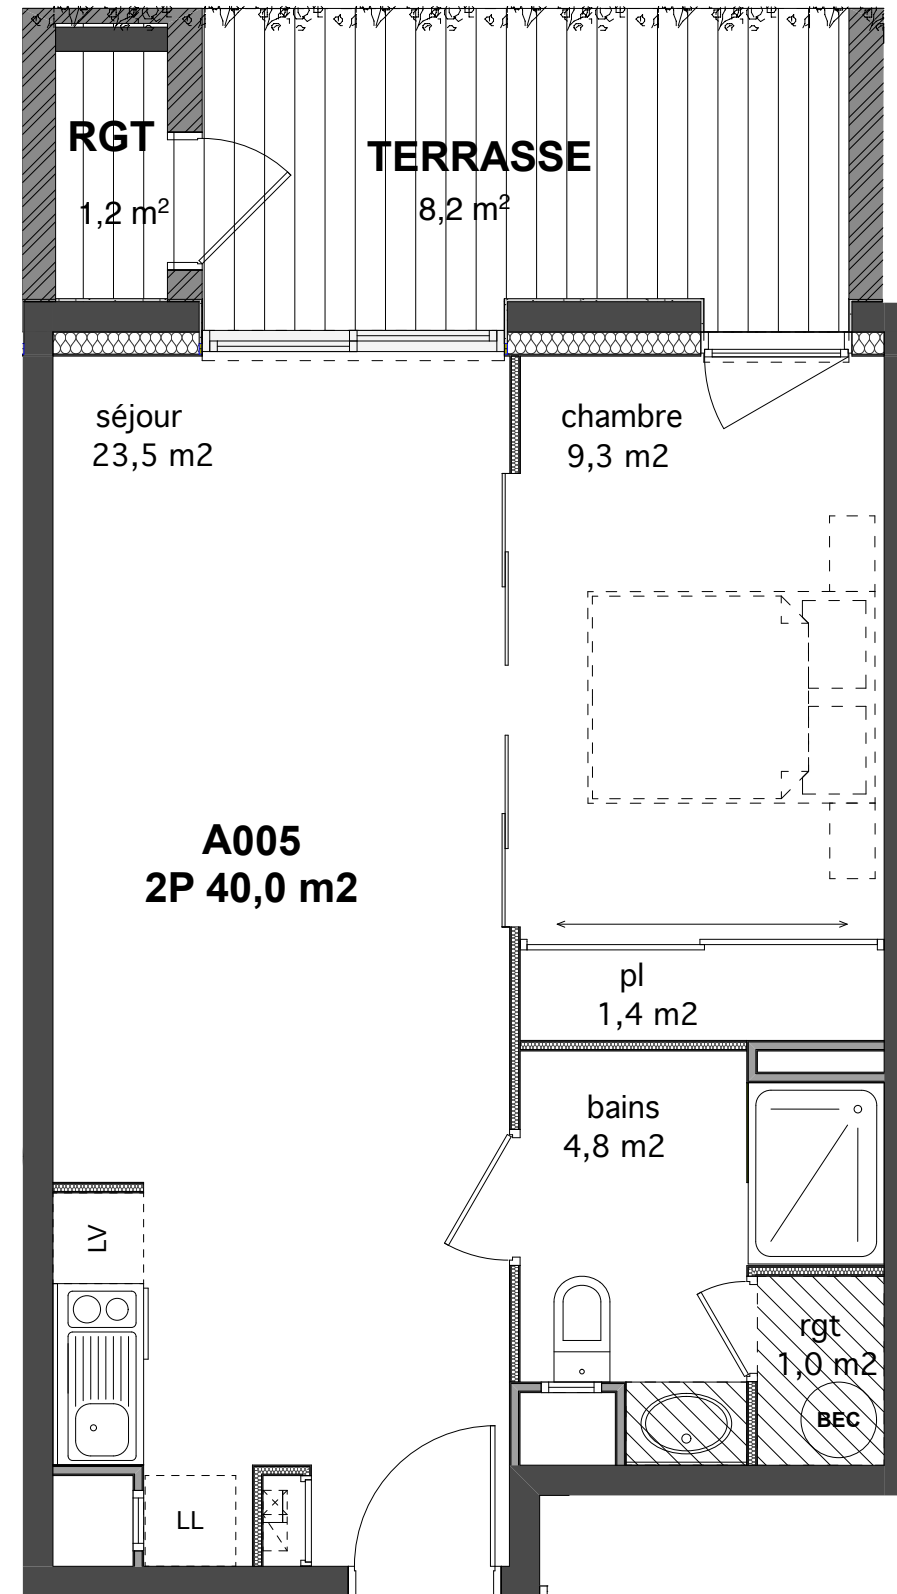 RGT
1,2 m²
TERRASSE
8,2 m²
séjour
23,5 m2
chambre
9,3 m2
A005
2P 40,0 m2
pl
1,4 m2
bains
4,8 m2
LV
rgt
1,0 m2
BEC
LL